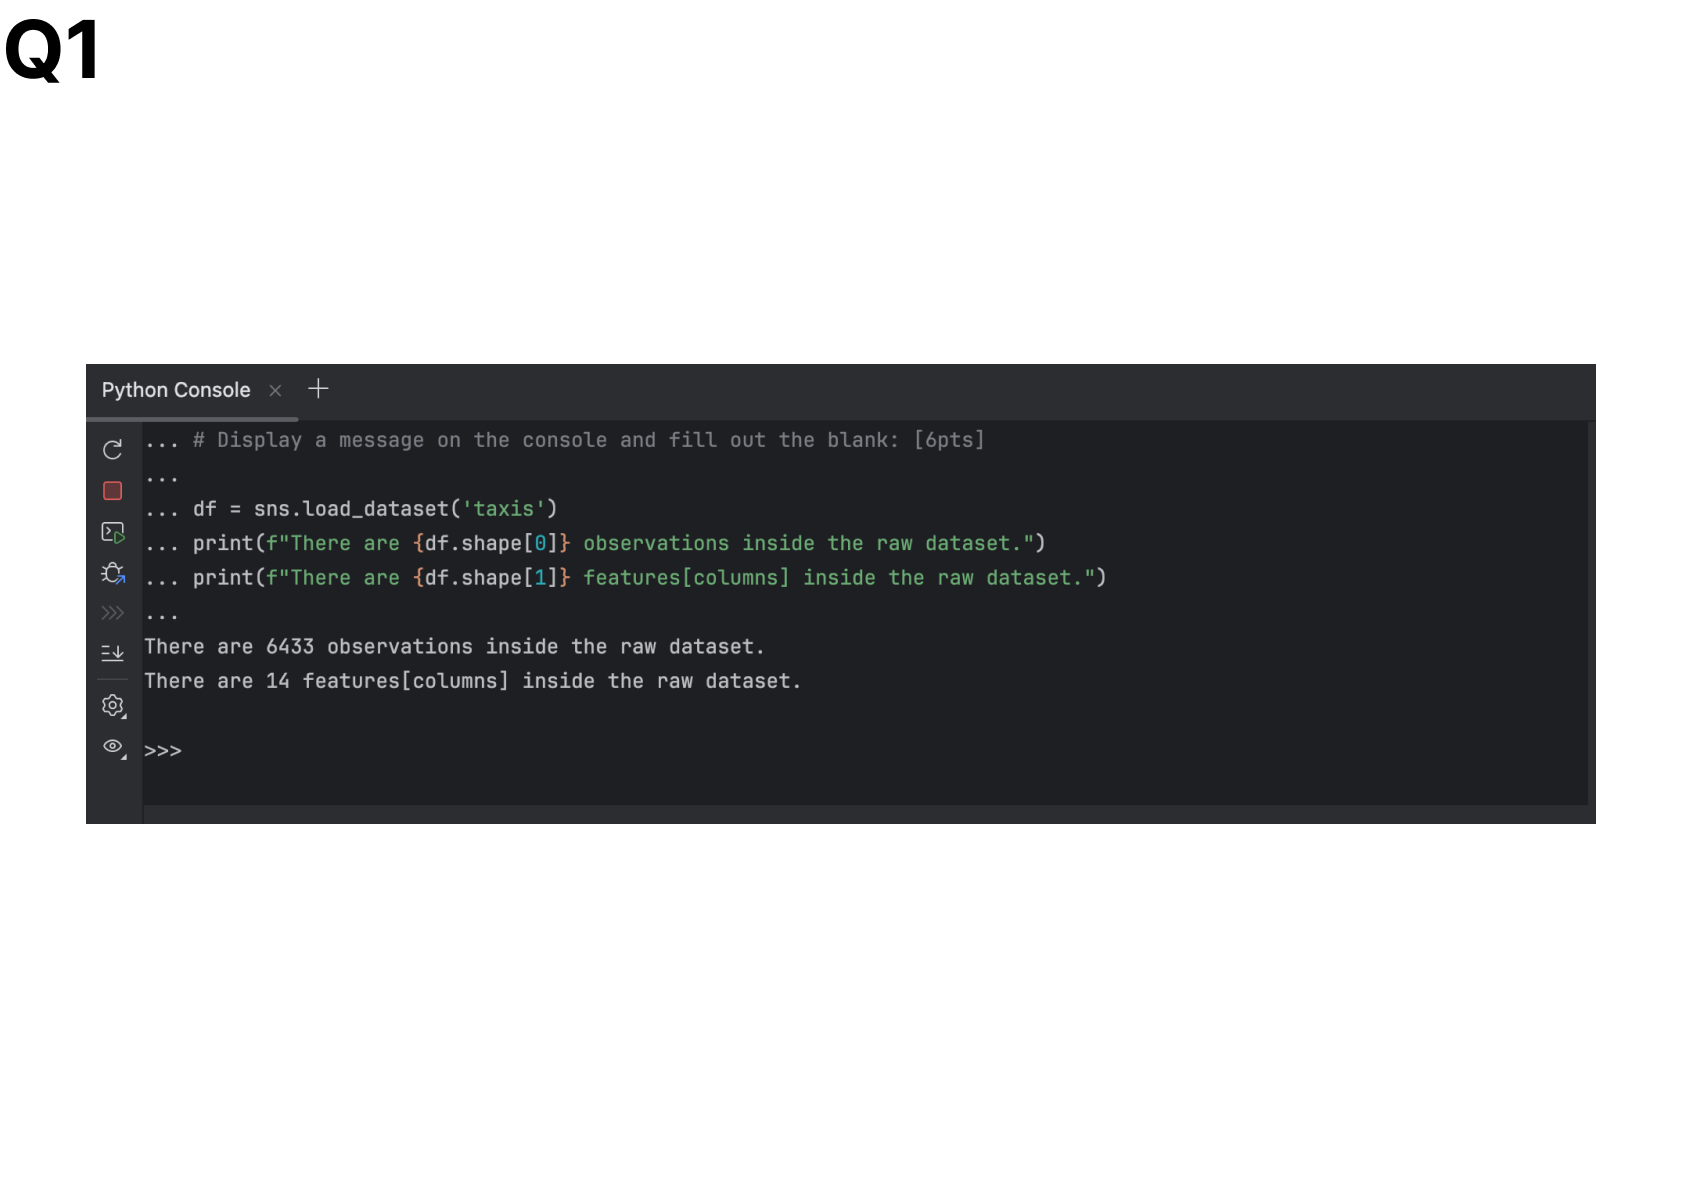 Q1
Python Console
... # Display a message on the console and fill out the blank: [6pts]
...
... df = sns.load_dataset('taxis')
... print(f"There are {df.shape[0]} observations inside the raw dataset.")
... print(f"There are {df.shape[1]} features[columns] inside the raw dataset.")
...
There are 6433 observations inside the raw dataset.
There are 14 features[columns] inside the raw dataset.
>>>